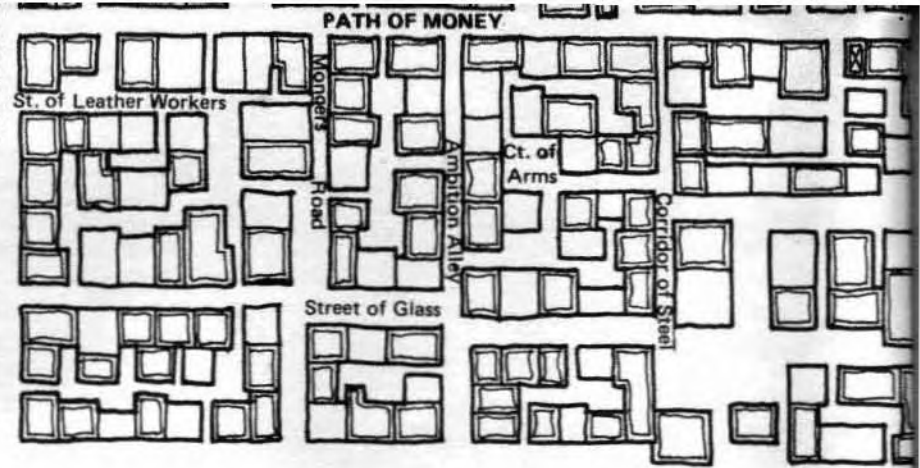 PATH OF MONEY
St. of Leather Workers
Mongers
Road
Ambition Alley
Ct. of
Arms
Corridor of Steel
Street of Glass